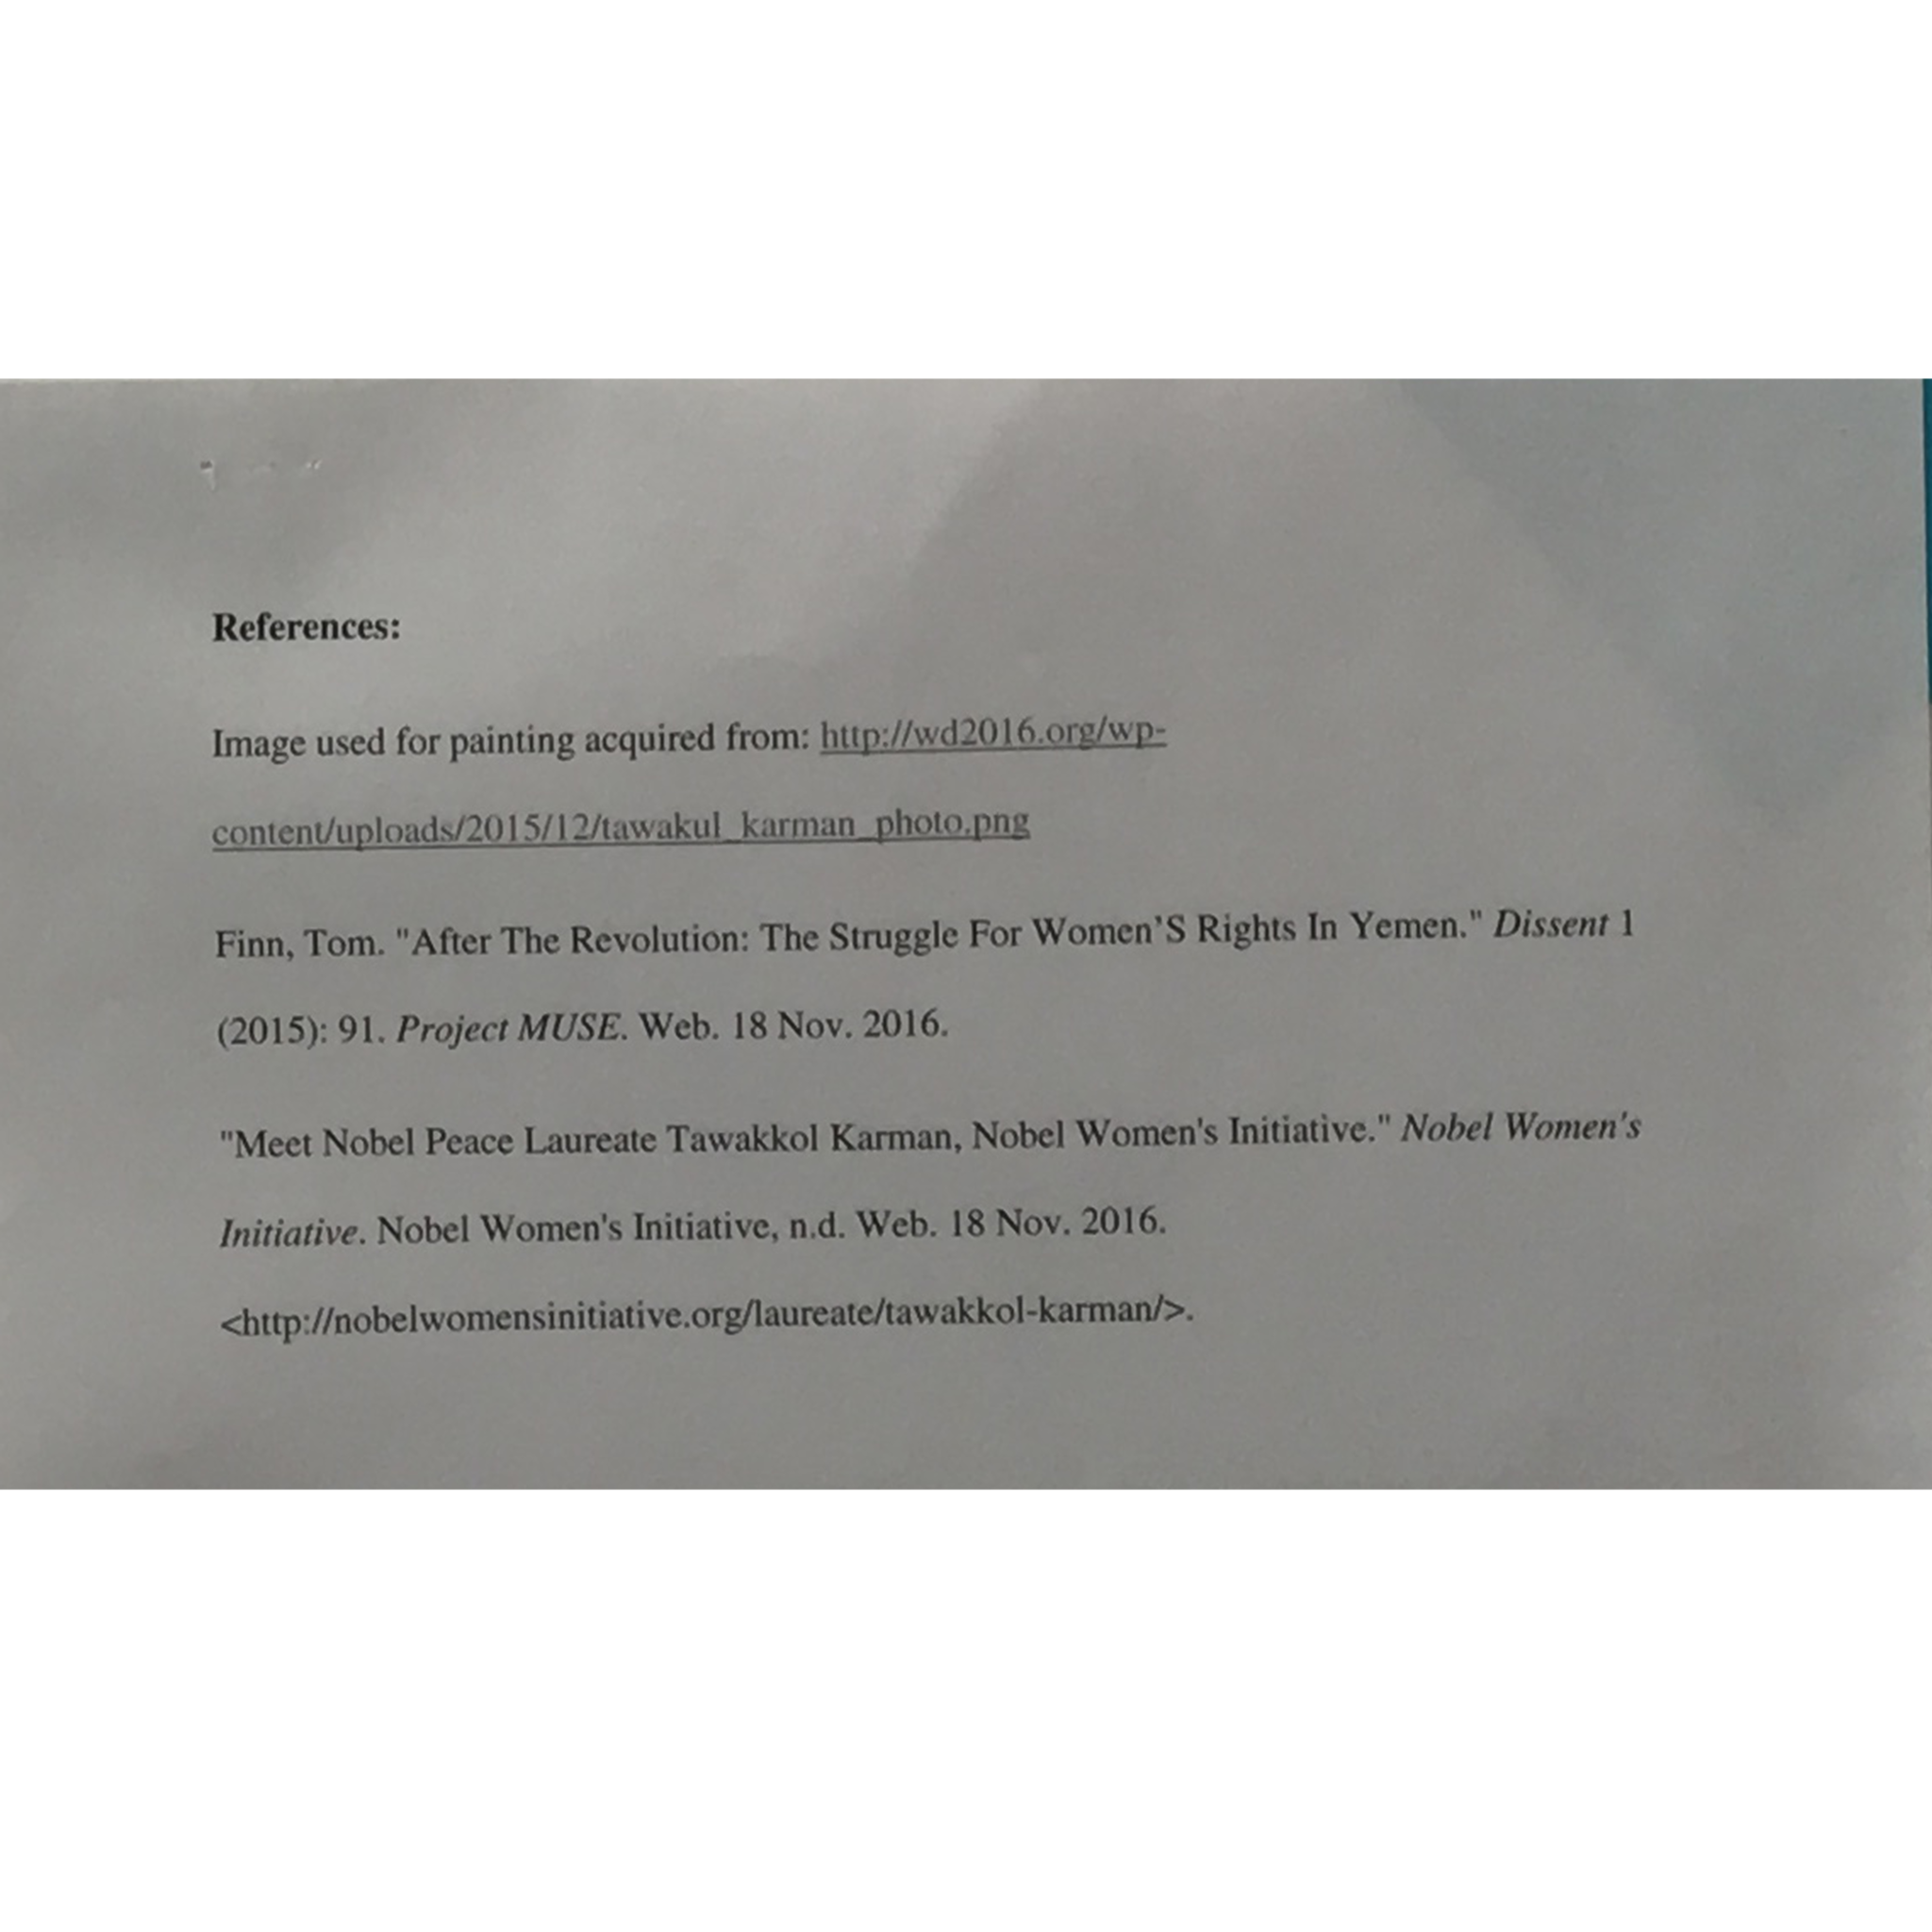 References:
Image used for painting acquired from: http://wd2016.org/wp-
content/uploads/2015/12/tawakul_karman_photo.png
Finn, Tom. "After The Revolution: The Struggle For Women’S Rights In Yemen." Dissent 1
(2015): 91. Project MUSE. Web. 18 Nov. 2016.
"Meet Nobel Peace Laureate Tawakkol Karman, Nobel Women's Initiative." Nobel Women's
Initiative. Nobel Women's Initiative, n.d. Web. 18 Nov. 2016.
<http://nobelwomensinitiative.org/laureate/tawakkol-karman/>.